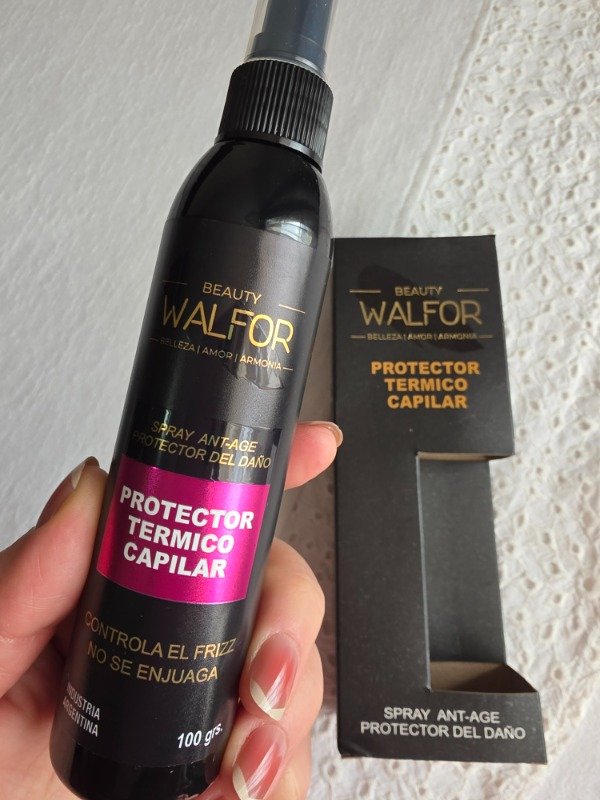 BEAUTY
WALFOR
BELLEZA | AMOR | ARMONIA
SPRAY ANT-AGE
PROTECTOR DEL DAÑO
PROTECTOR
TERMICO
CAPILAR
CONTROLA EL FRIZZ
NO SE ENJUAGA
INDUSTRIA
ARGENTINA
100 grs.
BEAUTY
WALFOR
BELLEZA | AMOR | ARMONIA
PROTECTOR
TERMICO
CAPILAR
SPRAY ANT-AGE
PROTECTOR DEL DAÑO